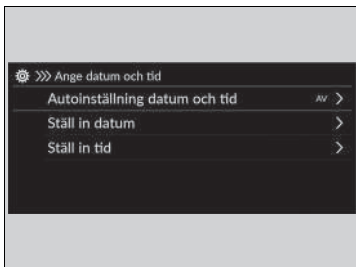 Ange datum och tid
Autoinställning datum och tid AV
Ställ in datum
Ställ in tid